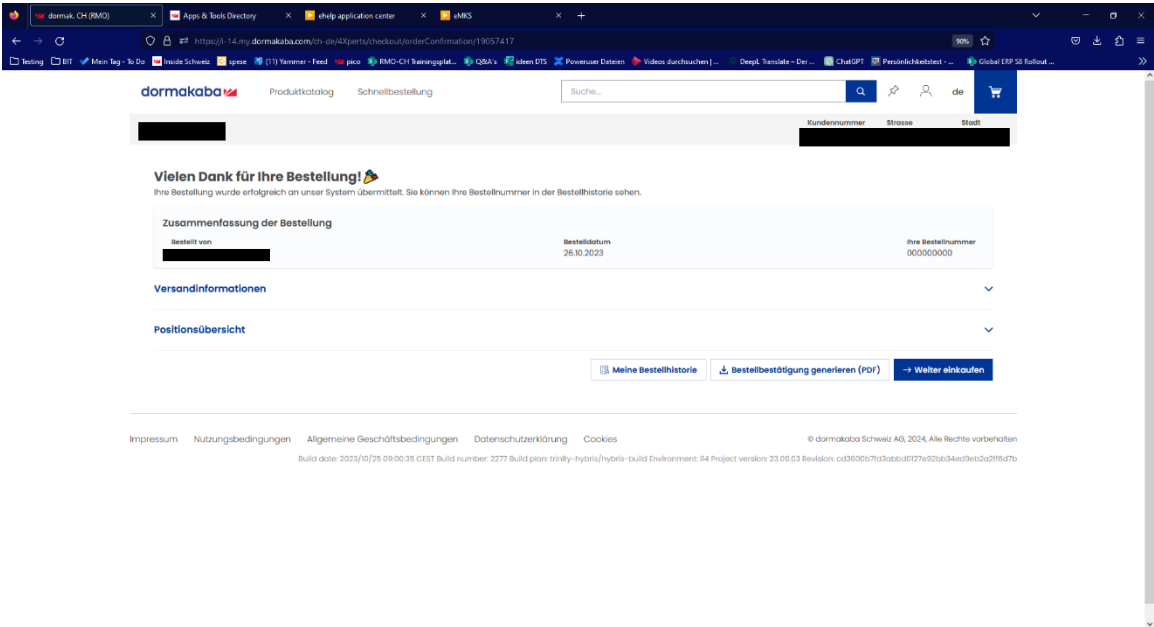 dormak. CH (RMO)
Apps & Tools Directory
ehelp application center
eMKS
https://i-14.my.dormakaba.com/ch-de/4Xperts/checkout/orderConfirmation/19057417
90%
Testing
BIT
Mein Tag - To Do
Inside Schweiz
spese
(11) Yammer - Feed
pico
RMO-CH Trainingsplat...
Q&A's
ideen DTS
Poweruser Dateien
Videos durchsuchen | ...
DeepL Translate – Der ...
ChatGPT
Persönlichkeitstest - ...
Global ERP S8 Rollout ...
dormakaba
Produktkatalog
Schnellbestellung
Suche...
de
Kundennummer
Strasse
Stadt
Vielen Dank für Ihre Bestellung!
Ihre Bestellung wurde erfolgreich an unser System übermittelt. Sie können Ihre Bestellnummer in der Bestellhistorie sehen.
Zusammenfassung der Bestellung
Bestellt von
Bestelldatum
Ihre Bestellnummer
26.10.2023
000000000
Versandinformationen
Positionsübersicht
Meine Bestellhistorie
Bestellbestätigung generieren (PDF)
Weiter einkaufen
Impressum
Nutzungsbedingungen
Allgemeine Geschäftsbedingungen
Datenschutzerklärung
Cookies
© dormakaba Schweiz AG, 2024, Alle Rechte vorbehalten
Build date: 2023/10/25 09:00:35 CEST Build number: 2277 Build plan: trinity-hybris/hybris-build Environment: i14 Project version: 23.09.03 Revision: